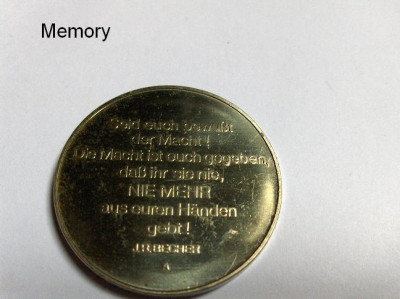 Memory
Seid euch bewußt
der Macht!
Die Macht ist euch gegeben,
daß ihr sie nie,
NIE MEHR
aus euren Händen
gebt!
J.R.BECHER
A